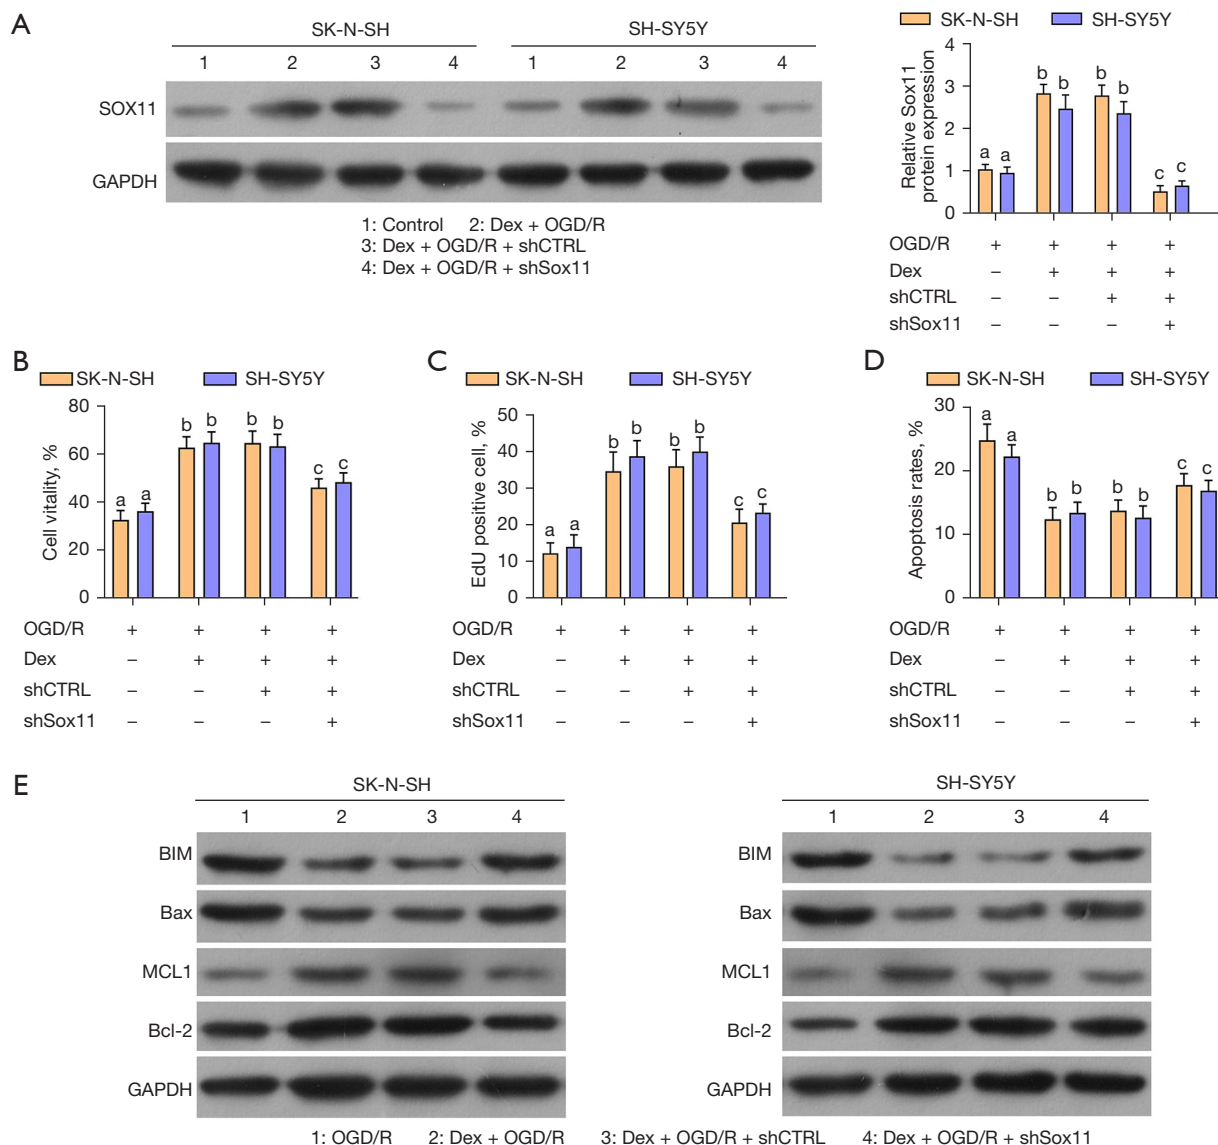 A
SK-N-SH SH-SY5Y
1 2 3 4 1 2 3 4
SOX11
GAPDH
1: Control 2: Dex + OGD/R
3: Dex + OGD/R + shCTRL
4: Dex + OGD/R + shSox11
SK-N-SH SH-SY5Y
Relative Sox11
protein expression
4
3
2
1
0
a a b b b b c c
OGD/R + + + +
Dex – + + +
shCTRL – – + +
shSox11 – – – +
B
SK-N-SH SH-SY5Y
Cell vitality, %
80
60
40
20
0
a a b b b b c c
OGD/R + + + +
Dex – + + +
shCTRL – – + +
shSox11 – – – +
C
SK-N-SH SH-SY5Y
EdU positive cell, %
50
40
30
20
10
0
a a b b b b c c
OGD/R + + + +
Dex – + + +
shCTRL – – + +
shSox11 – – – +
D
SK-N-SH SH-SY5Y
Apoptosis rates, %
30
20
10
0
a a b b b b c c
OGD/R + + + +
Dex – + + +
shCTRL – – + +
shSox11 – – – +
E
SK-N-SH
1 2 3 4
BIM
Bax
MCL1
Bcl-2
GAPDH
SH-SY5Y
1 2 3 4
BIM
Bax
MCL1
Bcl-2
GAPDH
1: OGD/R 2: Dex + OGD/R 3: Dex + OGD/R + shCTRL 4: Dex + OGD/R + shSox11